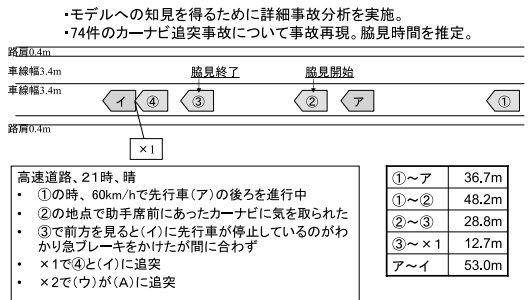 ・モデルへの知見を得るために詳細事故分析を実施。
・74件のカーナビ追突事故について事故再現。脇見時間を推定。
路肩0.4m
車線幅3.4m
脇見終了 脇見開始
車線幅3.4m
イ ④ ③ ② ア ①
路肩0.4m
×1
高速道路、21時、晴
・ ①の時、60km/hで先行車(ア)の後ろを進行中
・ ②の地点で助手席前にあったカーナビに気を取られた
・ ③で前方を見ると(イ)に先行車が停止しているのがわ
かり急ブレーキをかけたが間に合わず
・ ×1で④と(イ)に追突
・ ×2で(ウ)が(A)に追突
①～ア 36.7m
①～② 48.2m
②～③ 28.8m
③～×1 12.7m
ア～イ 53.0m